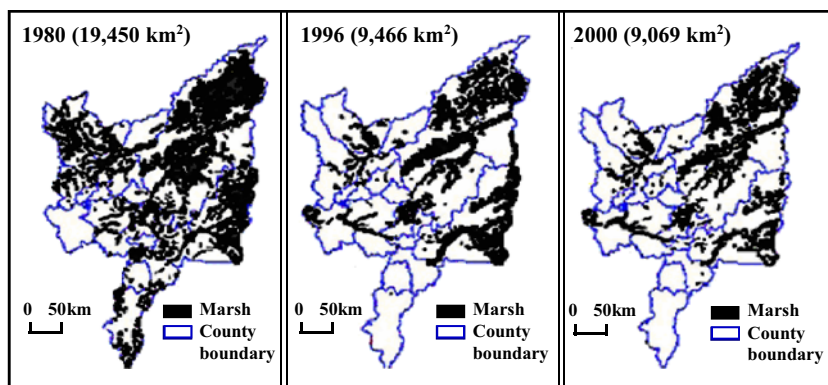 1980 (19,450 km²)
0 50km
Marsh
County
boundary
1996 (9,466 km²)
0 50km
Marsh
County
boundary
2000 (9,069 km²)
0 50km
Marsh
County
boundary